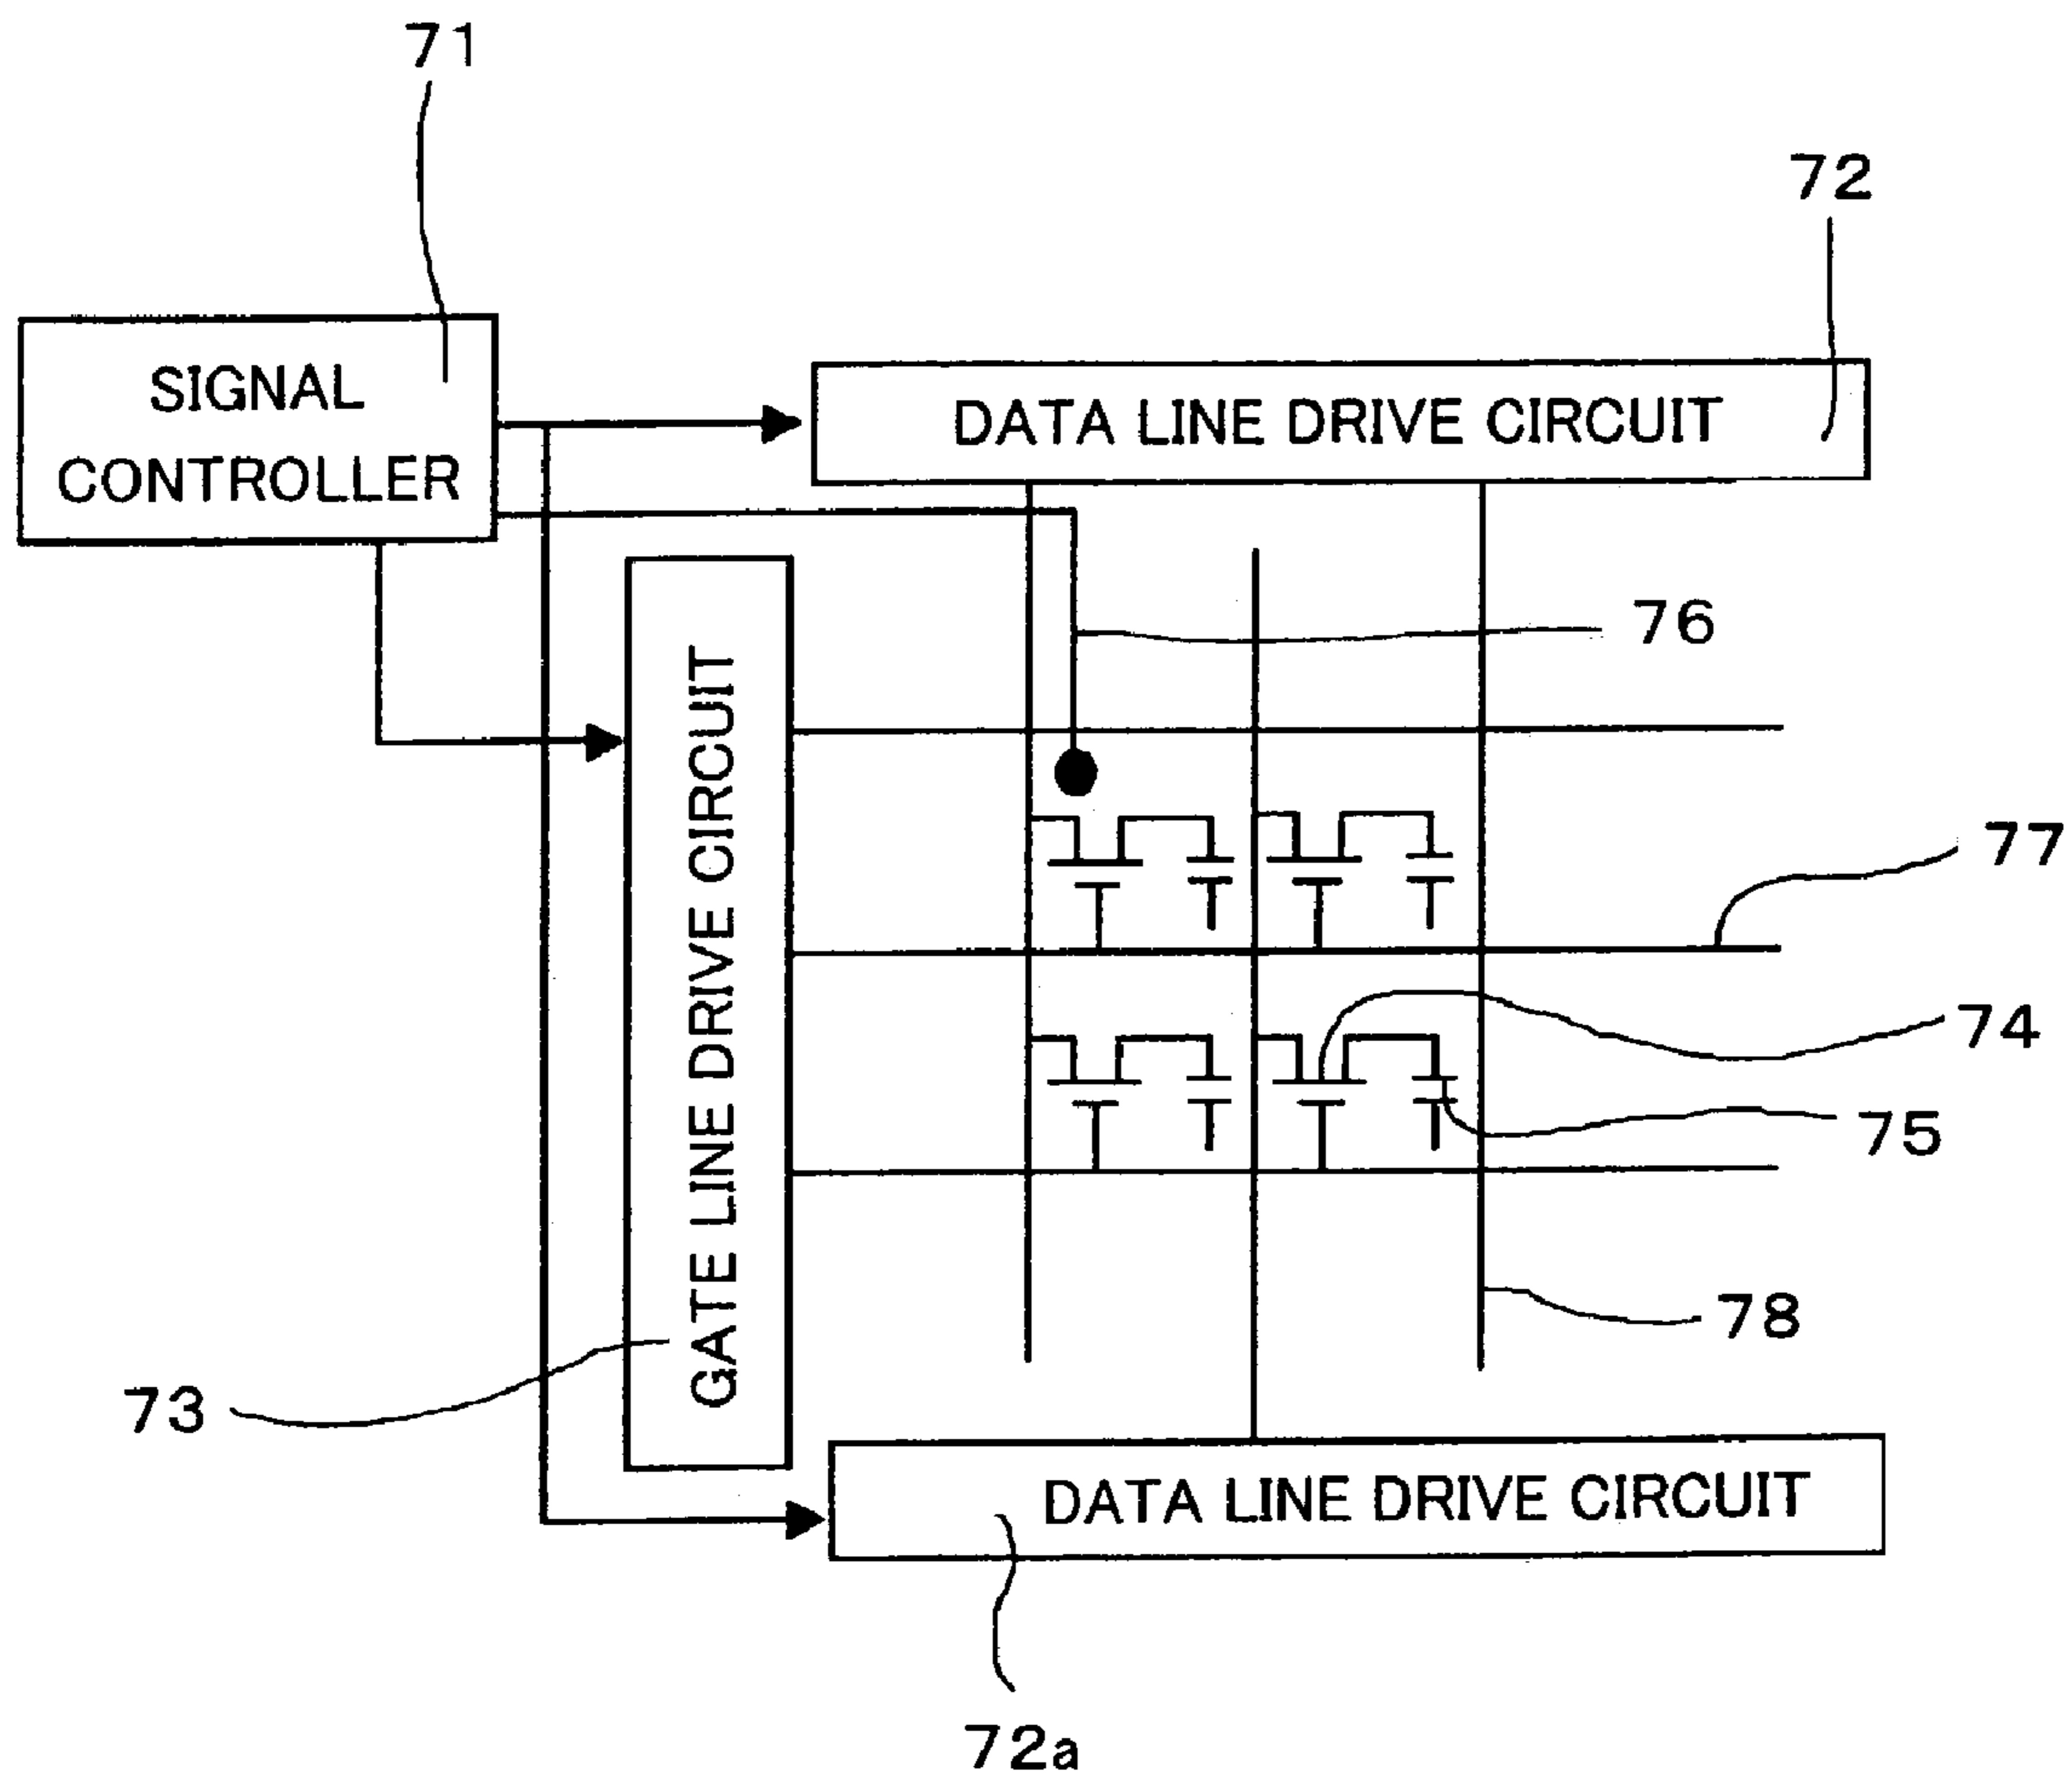 71
72
SIGNAL
CONTROLLER
DATA LINE DRIVE CIRCUIT
76
GATE LINE DRIVE CIRCUIT
77
74
75
78
73
DATA LINE DRIVE CIRCUIT
72a